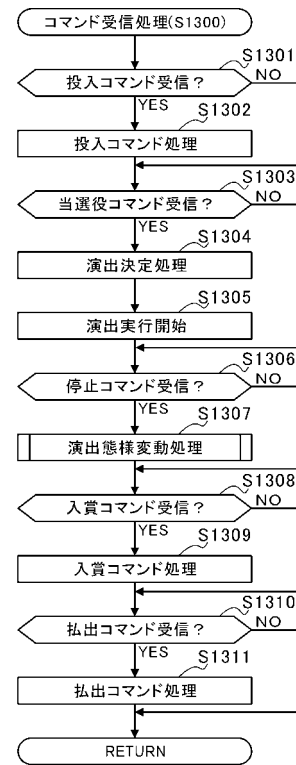 コマンド受信処理(S1300)
S1301
投入コマンド受信？
NO
YES
S1302
投入コマンド処理
S1303
当選役コマンド受信？
NO
YES
S1304
演出決定処理
S1305
演出実行開始
S1306
停止コマンド受信？
NO
YES
S1307
演出態様変動処理
S1308
入賞コマンド受信？
NO
YES
S1309
入賞コマンド処理
S1310
払出コマンド受信？
NO
YES
S1311
払出コマンド処理
RETURN